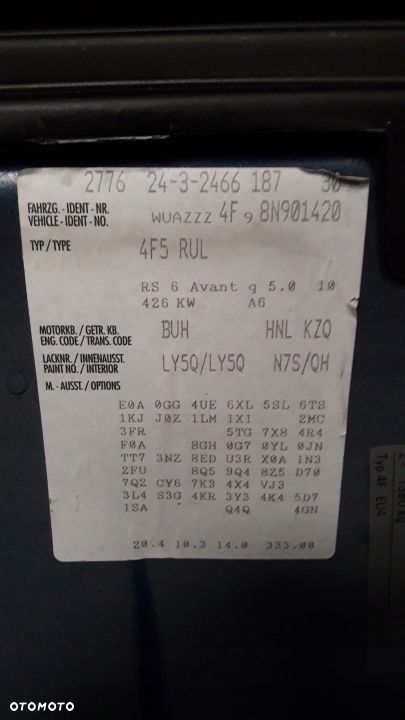 2776 24-3-2466 187 30
FAHRZG. - IDENT - NR.
VEHICLE - IDENT - NO. WUAZZZ 4F 9 8N901420
TYP / TYPE 4F5 RUL
RS 6 Avant g 5.0 10
426 KW A6
MOTORKB. / GETR. KB.
ENG. CODE / TRANS. CODE BUH HNL KZQ
LACKNR. / INNENAUSST.
PAINT NO. / INTERIOR LY5Q/LY5Q N7S/QH
M. - AUSST. / OPTIONS
E0A 0GG 4UE 6XL 5SL 6TS
1KJ J0Z 1LM 1X1 2MC
3FR 5TG 7X8 4R4
F0A 8GH 0G7 0YL 0JN
TT7 3NZ 8ED U3R X0A 1N3
2FU 8Q5 9Q4 8Z5 D70
7Q2 CY6 7K3 4X4 VJ3
3L4 S3G 4KR 3Y3 4K4 5D7
1SA Q4Q 4GN
20.4 10.3 14.0 333.00
Typ 4F EU4
OTOMOTO